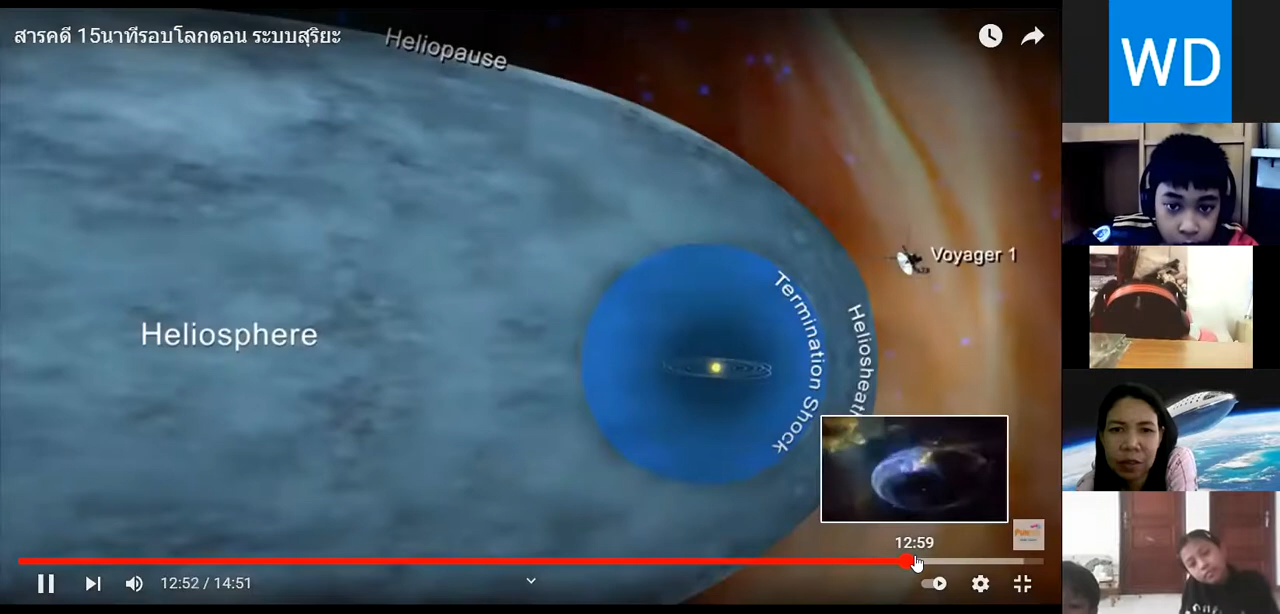 สารคดี 15นาทีรอบโลกตอน ระบบสุริยะ
Heliopause
WD
Voyager 1
Heliosphere
Termination Shock
Heliosheath
12:59
12:52 / 14:51